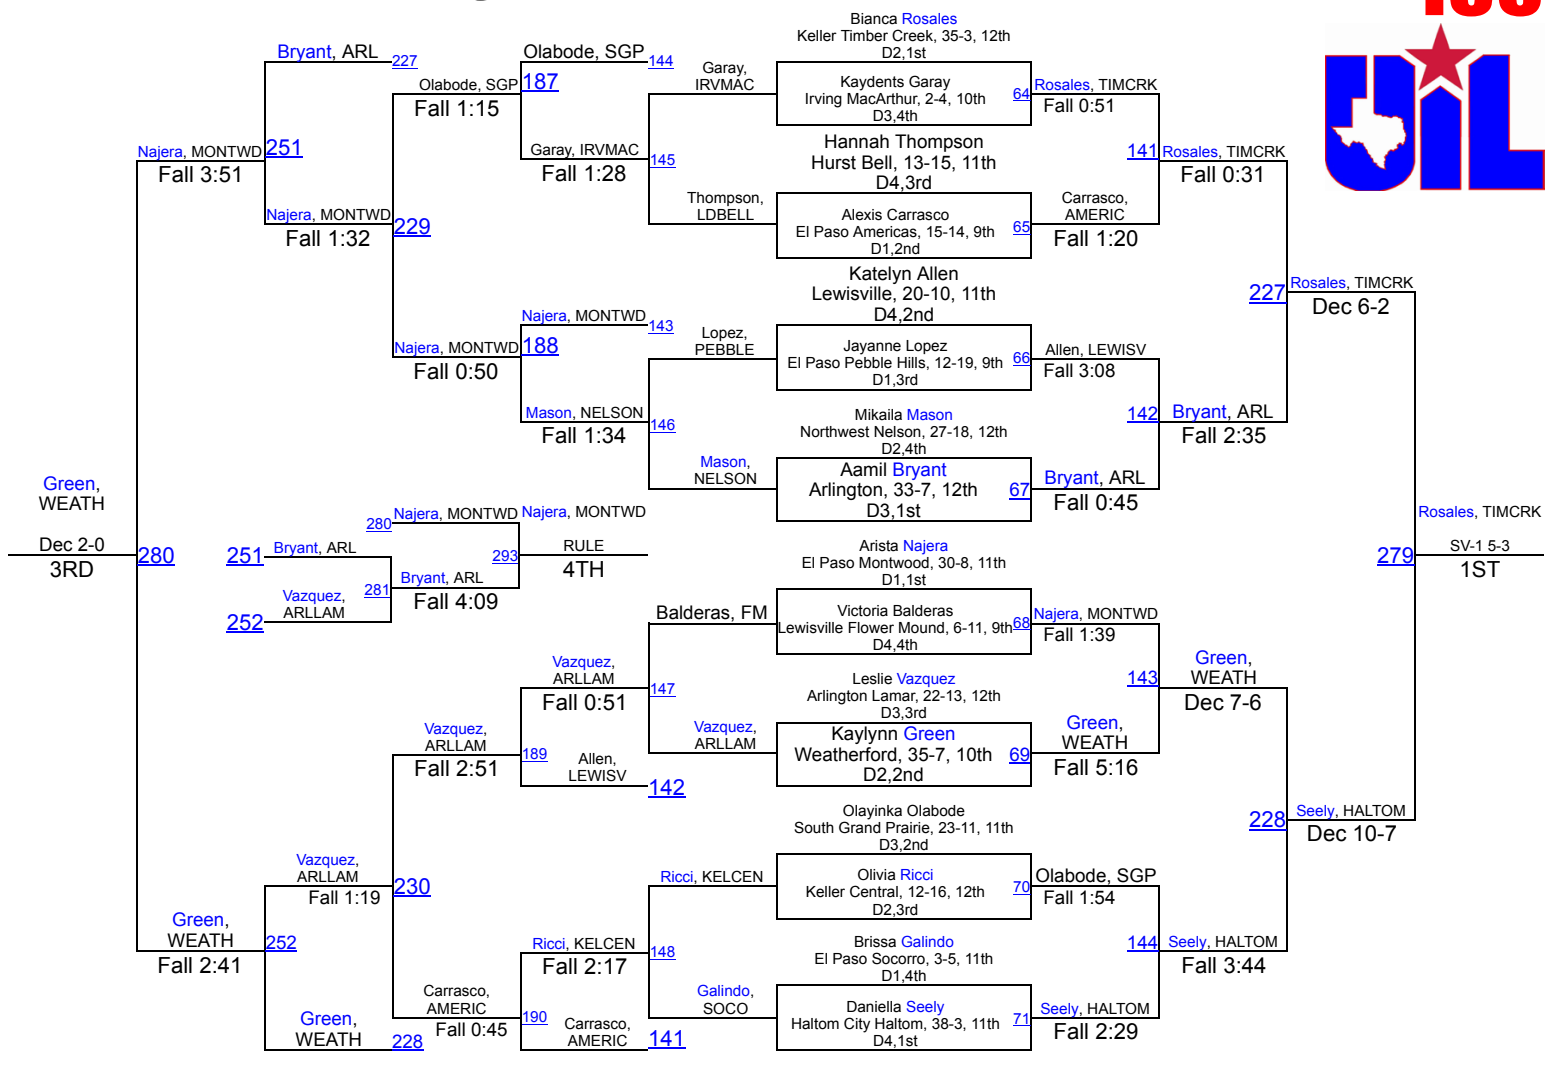 Bianca Rosales
Keller Timber Creek, 35-3, 12th
D2,1st
Bryant, ARL
227
Olabode, SGP
144
Garay,
IRVMAC
Olabode, SGP
187
Fall 1:15
Kaydents Garay
Irving MacArthur, 2-4, 10th
D3,4th
64
Rosales, TIMCRK
Fall 0:51
UIL
Najera, MONTWD
251
Fall 3:51
Garay, IRVMAC
145
Fall 1:28
Hannah Thompson
Hurst Bell, 13-15, 11th
D4,3rd
141
Rosales, TIMCRK
Fall 0:31
Najera, MONTWD
229
Fall 1:32
Thompson,
LDBELL
Alexis Carrasco
El Paso Americas, 15-14, 9th
D1,2nd
65
Carrasco,
AMERIC
Fall 1:20
Katelyn Allen
Lewisville, 20-10, 11th
D4,2nd
227
Rosales, TIMCRK
Dec 6-2
Najera, MONTWD
143
Najera, MONTWD
188
Fall 0:50
Lopez,
PEBBLE
Jayanne Lopez
El Paso Pebble Hills, 12-19, 9th
D1,3rd
66
Allen, LEWISV
Fall 3:08
Mason, NELSON
146
Fall 1:34
Mikaila Mason
Northwest Nelson, 27-18, 12th
D2,4th
142
Bryant, ARL
Fall 2:35
Mason,
NELSON
Aamil Bryant
Arlington, 33-7, 12th
D3,1st
67
Bryant, ARL
Fall 0:45
Green,
WEATH
Dec 2-0
3RD
280
280
Najera, MONTWD
Najera, MONTWD
251
Bryant, ARL
293
RULE
4TH
281
Bryant, ARL
Fall 4:09
252
Vazquez,
ARLLAM
Rosales, TIMCRK
279
SV-1 5-3
1ST
Arista Najera
El Paso Montwood, 30-8, 11th
D1,1st
Balderas, FM
Victoria Balderas
Lewisville Flower Mound, 6-11, 9th
D4,4th
68
Najera, MONTWD
Fall 1:39
Vazquez,
ARLLAM
147
Fall 0:51
Leslie Vazquez
Arlington Lamar, 22-13, 12th
D3,3rd
143
Green,
WEATH
Dec 7-6
Vazquez,
ARLLAM
Fall 2:51
189
Vazquez,
ARLLAM
Kaylynn Green
Weatherford, 35-7, 10th
D2,2nd
69
Green,
WEATH
Fall 5:16
Allen,
LEWISV
142
Olayinka Olabode
South Grand Prairie, 23-11, 11th
D3,2nd
228
Seely, HALTOM
Dec 10-7
Vazquez,
ARLLAM
Fall 1:19
230
Ricci, KELCEN
Olivia Ricci
Keller Central, 12-16, 12th
D2,3rd
70
Olabode, SGP
Fall 1:54
Green,
WEATH
252
Fall 2:41
Ricci, KELCEN
148
Fall 2:17
Brissa Galindo
El Paso Socorro, 3-5, 11th
D1,4th
144
Seely, HALTOM
Fall 3:44
Green,
WEATH
228
Carrasco,
AMERIC
Fall 0:45
190
Carrasco,
AMERIC
141
Galindo,
SOCO
Daniella Seely
Haltom City Haltom, 38-3, 11th
D4,1st
71
Seely, HALTOM
Fall 2:29